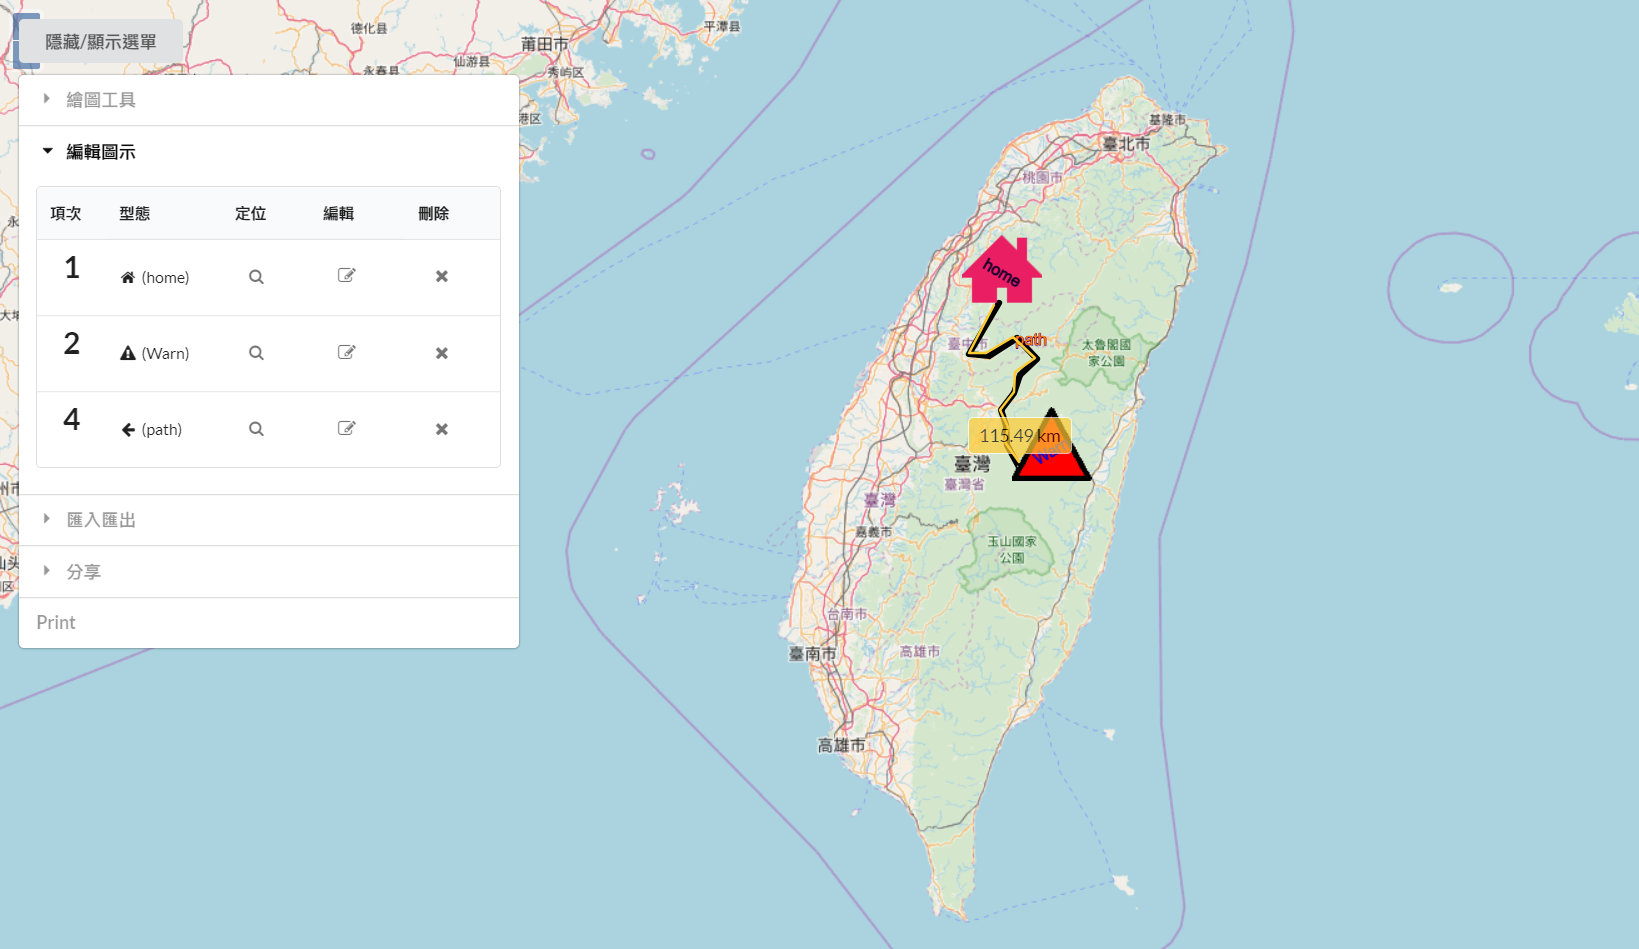 隱藏/顯示選單
繪圖工具
編輯圖示
項次 型態 定位 編輯 刪除
1 (home)
2 (Warn)
4 (path)
匯入匯出
分享
Print
德化县
莆田市
平潭县
仙游县
永春县
秀屿区
港区
基隆市
臺北市
桃園市
home
臺中市
path
太魯閣國
家公園
115.49 km
臺灣
臺灣省
臺灣
嘉義市
玉山國家
公園
台南市
臺南市
高雄市
高雄市